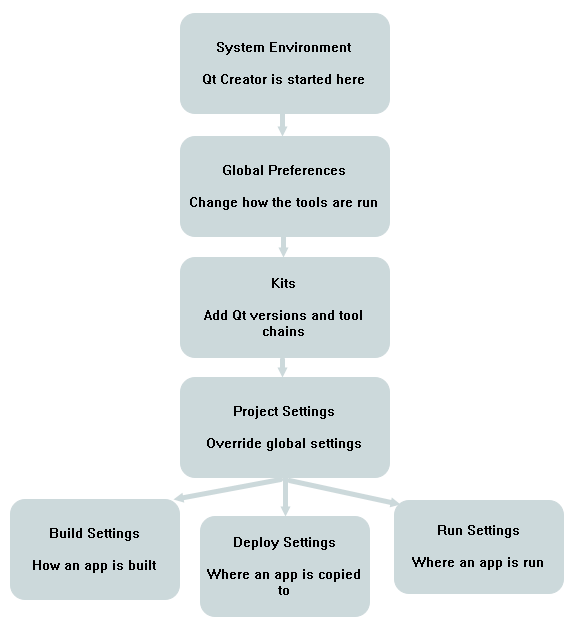 System Environment
Qt Creator is started here
Global Preferences
Change how the tools are run
Kits
Add Qt versions and tool
chains
Project Settings
Override global settings
Build Settings
How an app is built
Deploy Settings
Where an app is copied
to
Run Settings
Where an app is run